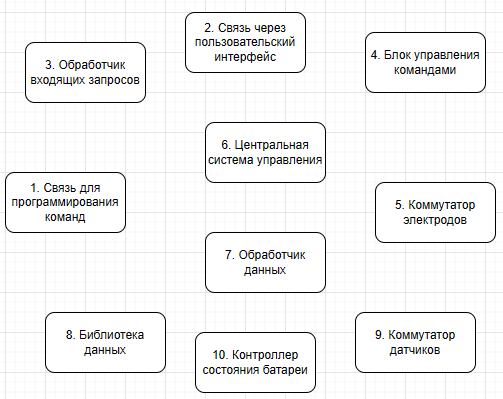 2. Связь через
пользовательский
интерфейс
3. Обработчик
входящих запросов
4. Блок управления
командами
6. Центральная
система управления
1. Связь для
программирования
команд
5. Коммутатор
электродов
7. Обработчик
данных
8. Библиотека
данных
10. Контроллер
состояния батареи
9. Коммутатор
датчиков